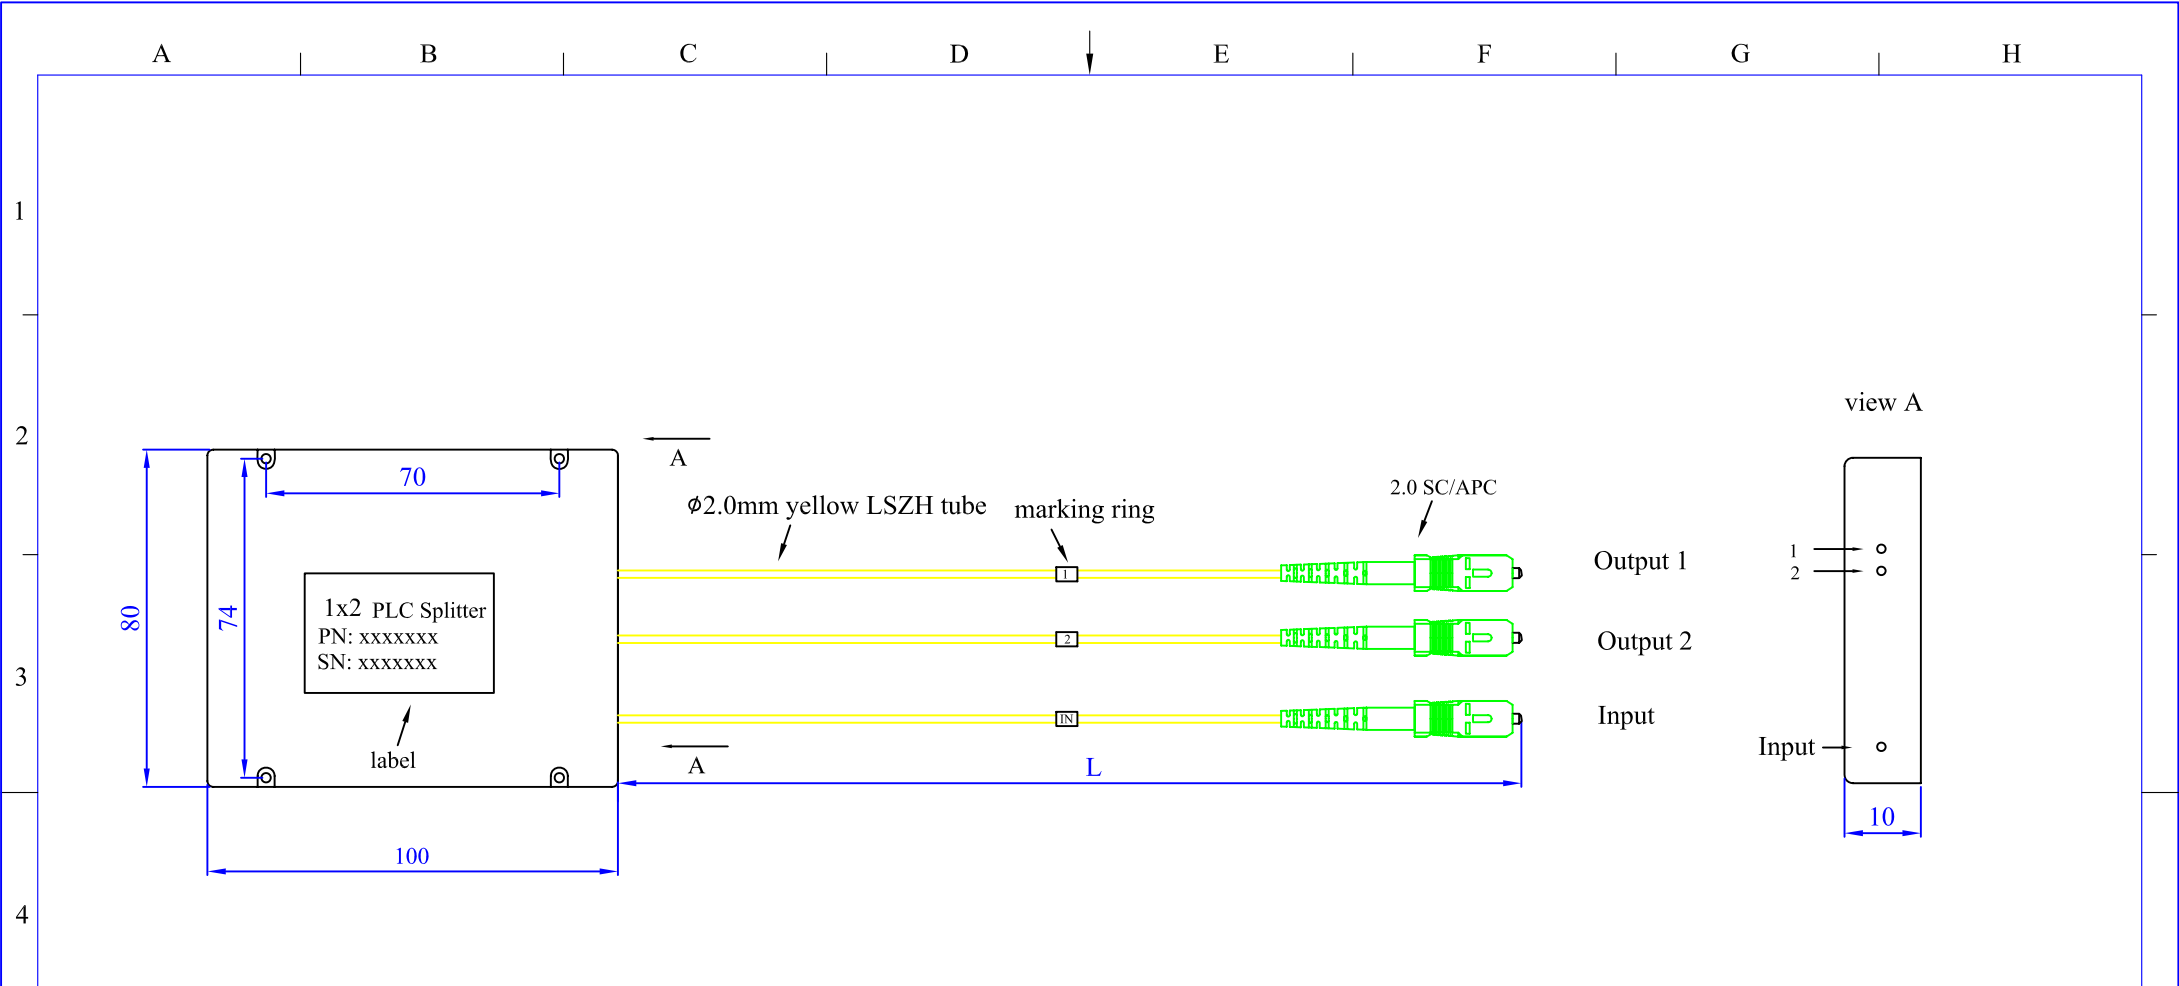 A B C D E F G H
1
2
3
4
view A
A
70
2.0 SC/APC
ϕ2.0mm yellow LSZH tube
marking ring
1
Output 1
1
2
80
74
1x2 PLC Splitter
PN: xxxxxxx
SN: xxxxxxx
2
Output 2
IN
Input
Input
label
A
L
10
100